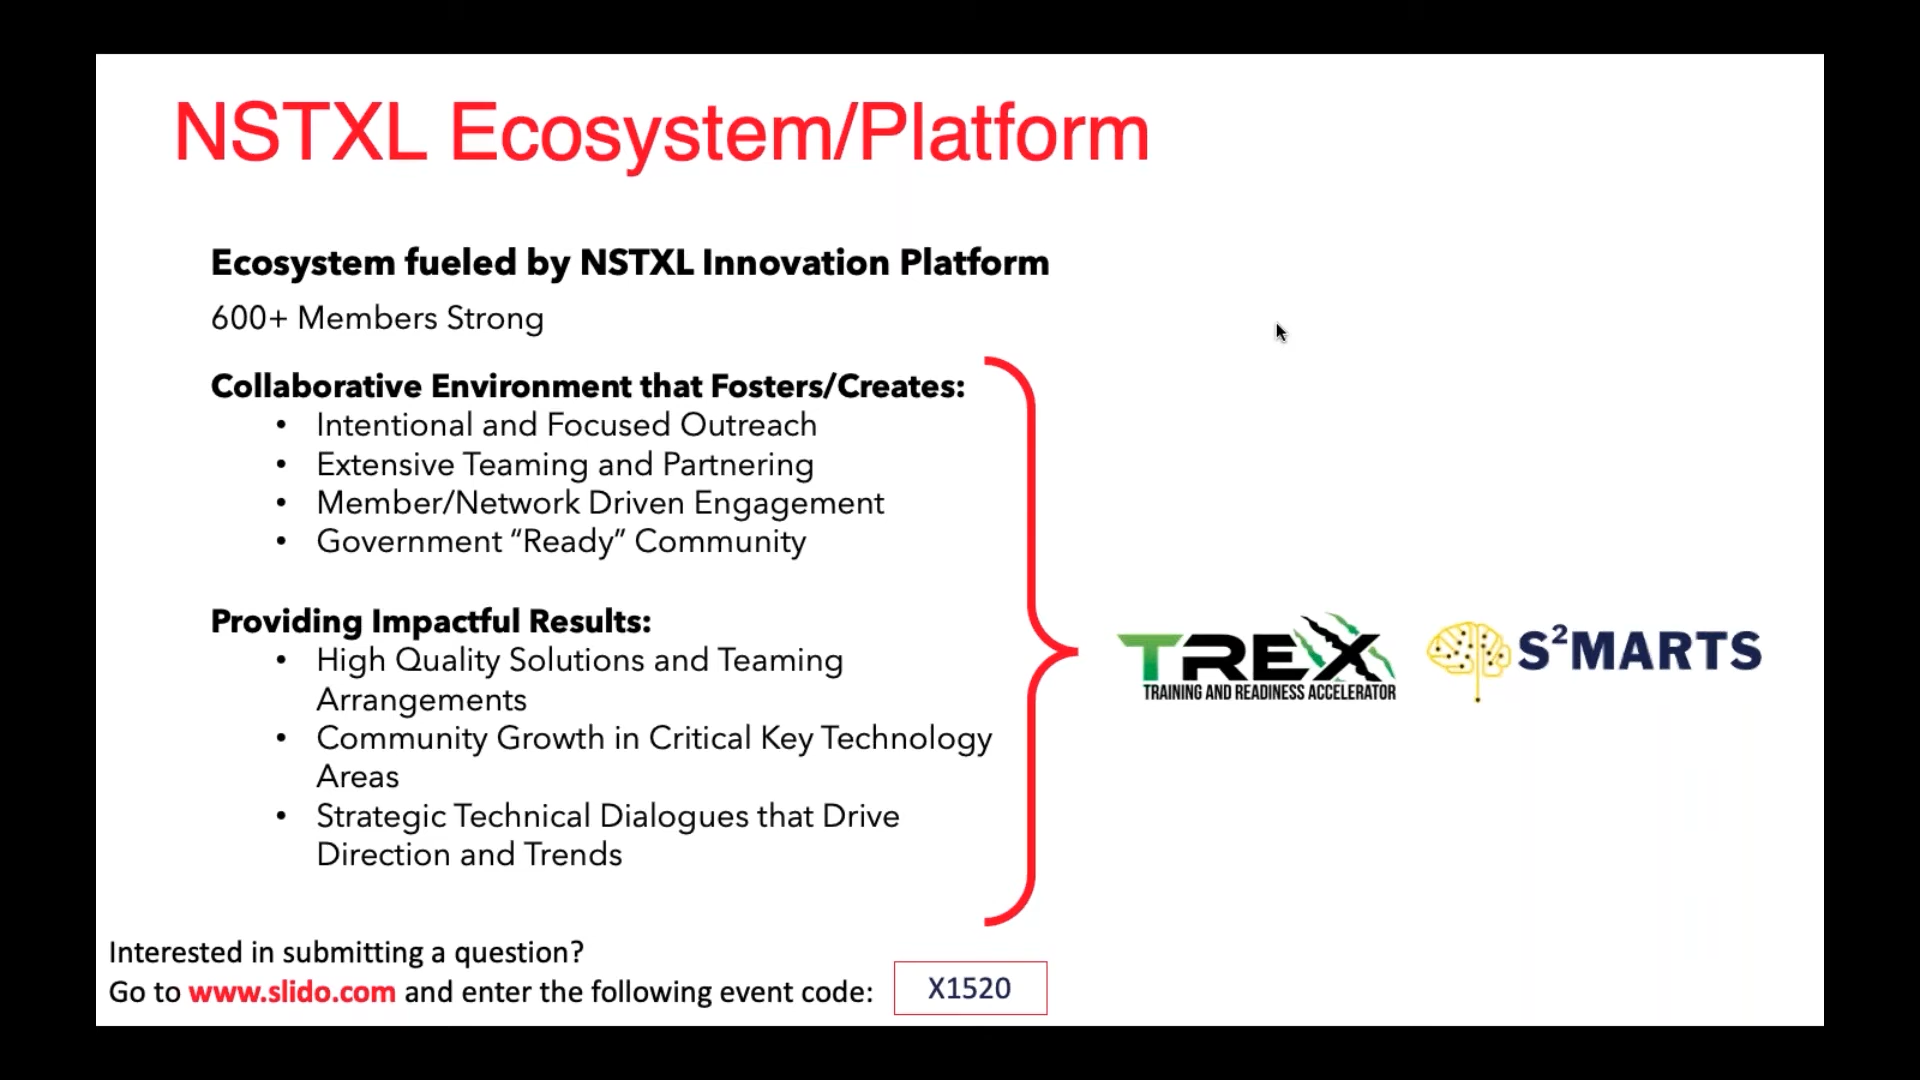 NSTXL Ecosystem/Platform
Ecosystem fueled by NSTXL Innovation Platform
600+ Members Strong
Collaborative Environment that Fosters/Creates:
• Intentional and Focused Outreach
• Extensive Teaming and Partnering
• Member/Network Driven Engagement
• Government “Ready” Community
Providing Impactful Results:
• High Quality Solutions and Teaming
Arrangements
• Community Growth in Critical Key Technology
Areas
• Strategic Technical Dialogues that Drive
Direction and Trends
TREX
TRAINING AND READINESS ACCELERATOR
S²MARTS
Interested in submitting a question?
Go to www.slido.com and enter the following event code:
X1520